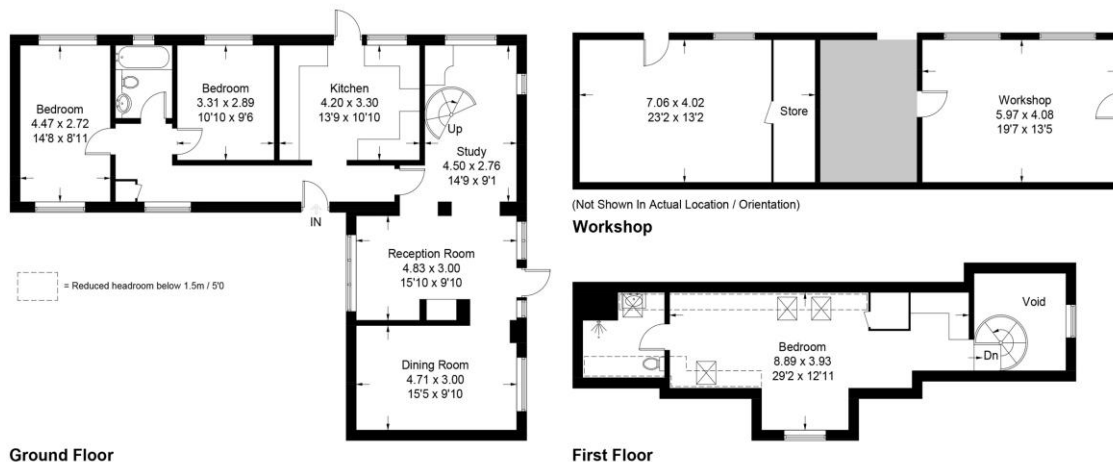 Bedroom
4.47 x 2.72
14'8 x 8'11
Bedroom
3.31 x 2.89
10'10 x 9'6
Kitchen
4.20 x 3.30
13'9 x 10'10
Up
Study
4.50 x 2.76
14'9 x 9'1
IN
Reception Room
4.83 x 3.00
15'10 x 9'10
= Reduced headroom below 1.5m / 5'0
Dining Room
4.71 x 3.00
15'5 x 9'10
Ground Floor
7.06 x 4.02
23'2 x 13'2
Store
Workshop
5.97 x 4.08
19'7 x 13'5
(Not Shown In Actual Location / Orientation)
Workshop
Void
Bedroom
8.89 x 3.93
29'2 x 12'11
Dn
First Floor